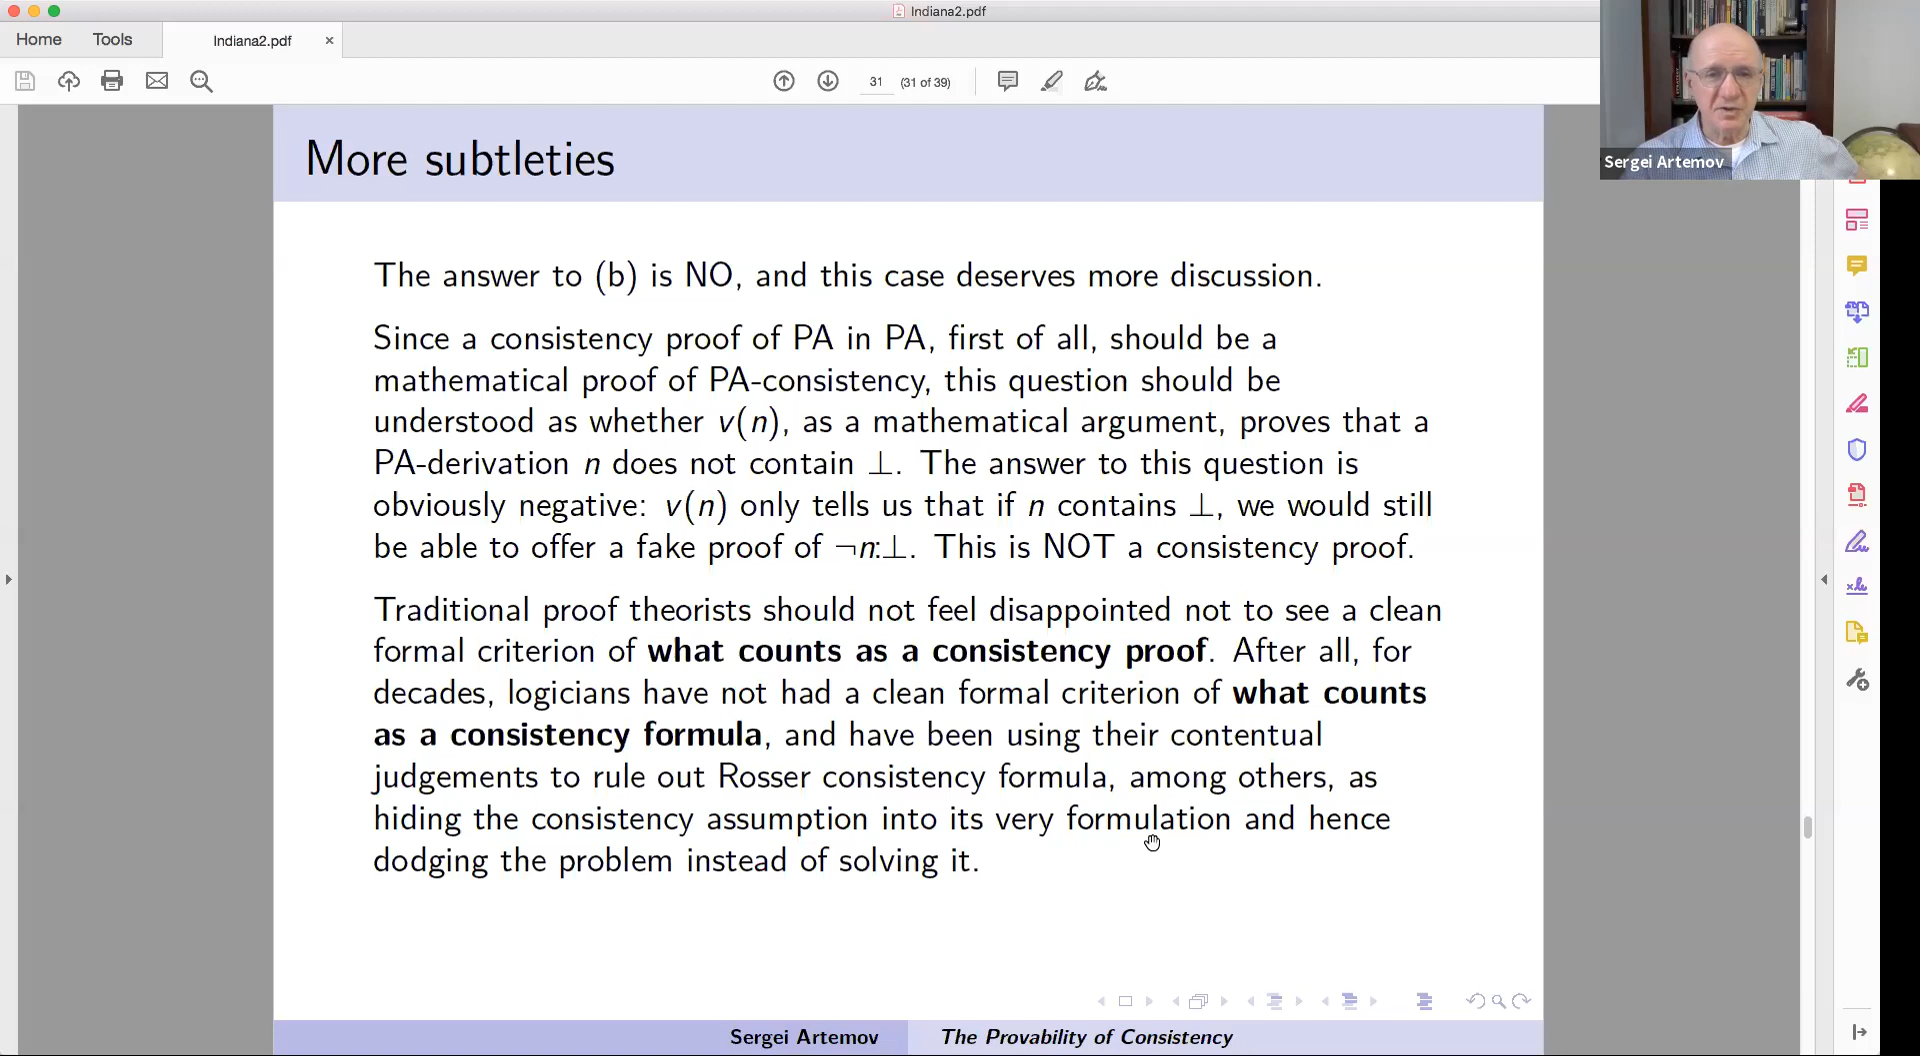 Indiana2.pdf
Home Tools Indiana2.pdf ×
31 (31 of 39)
Sergei Artemov
More subtleties
The answer to (b) is NO, and this case deserves more discussion.
Since a consistency proof of PA in PA, first of all, should be a
mathematical proof of PA-consistency, this question should be
understood as whether v(n), as a mathematical argument, proves that a
PA-derivation n does not contain ⊥. The answer to this question is
obviously negative: v(n) only tells us that if n contains ⊥, we would still
be able to offer a fake proof of ¬n:⊥. This is NOT a consistency proof.
Traditional proof theorists should not feel disappointed not to see a clean
formal criterion of what counts as a consistency proof. After all, for
decades, logicians have not had a clean formal criterion of what counts
as a consistency formula, and have been using their contentual
judgements to rule out Rosser consistency formula, among others, as
hiding the consistency assumption into its very formulation and hence
dodging the problem instead of solving it.
Sergei Artemov The Provability of Consistency